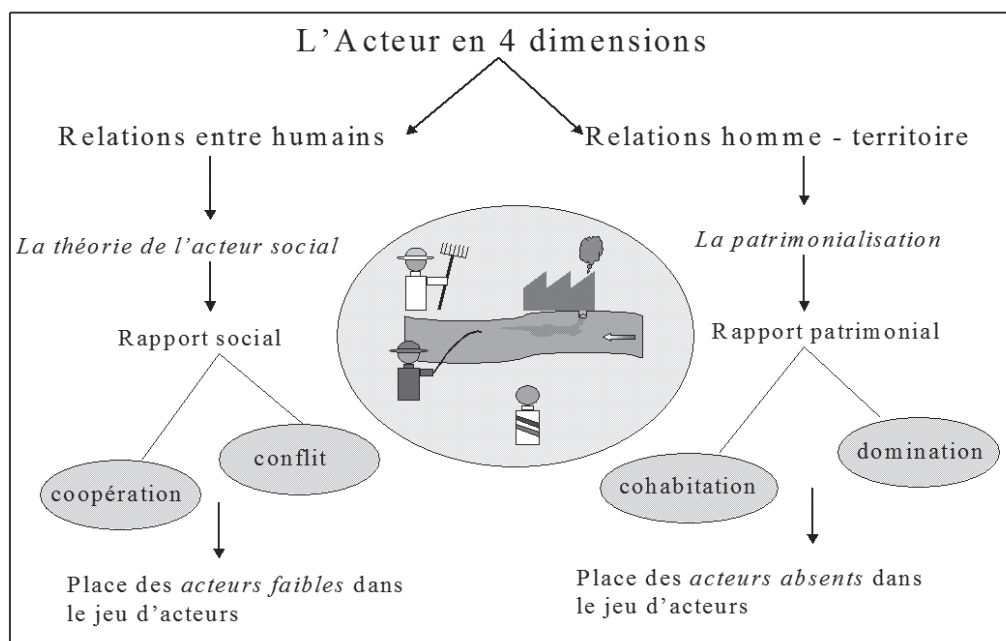 L'Acteur en 4 dimensions
Relations entre humains
Relations homme - territoire
La théorie de l'acteur social
La patrimonialisation
Rapport social
Rapport patrimonial
coopération
conflit
cohabitation
domination
Place des acteurs faibles dans
le jeu d'acteurs
Place des acteurs absents dans
le jeu d'acteurs